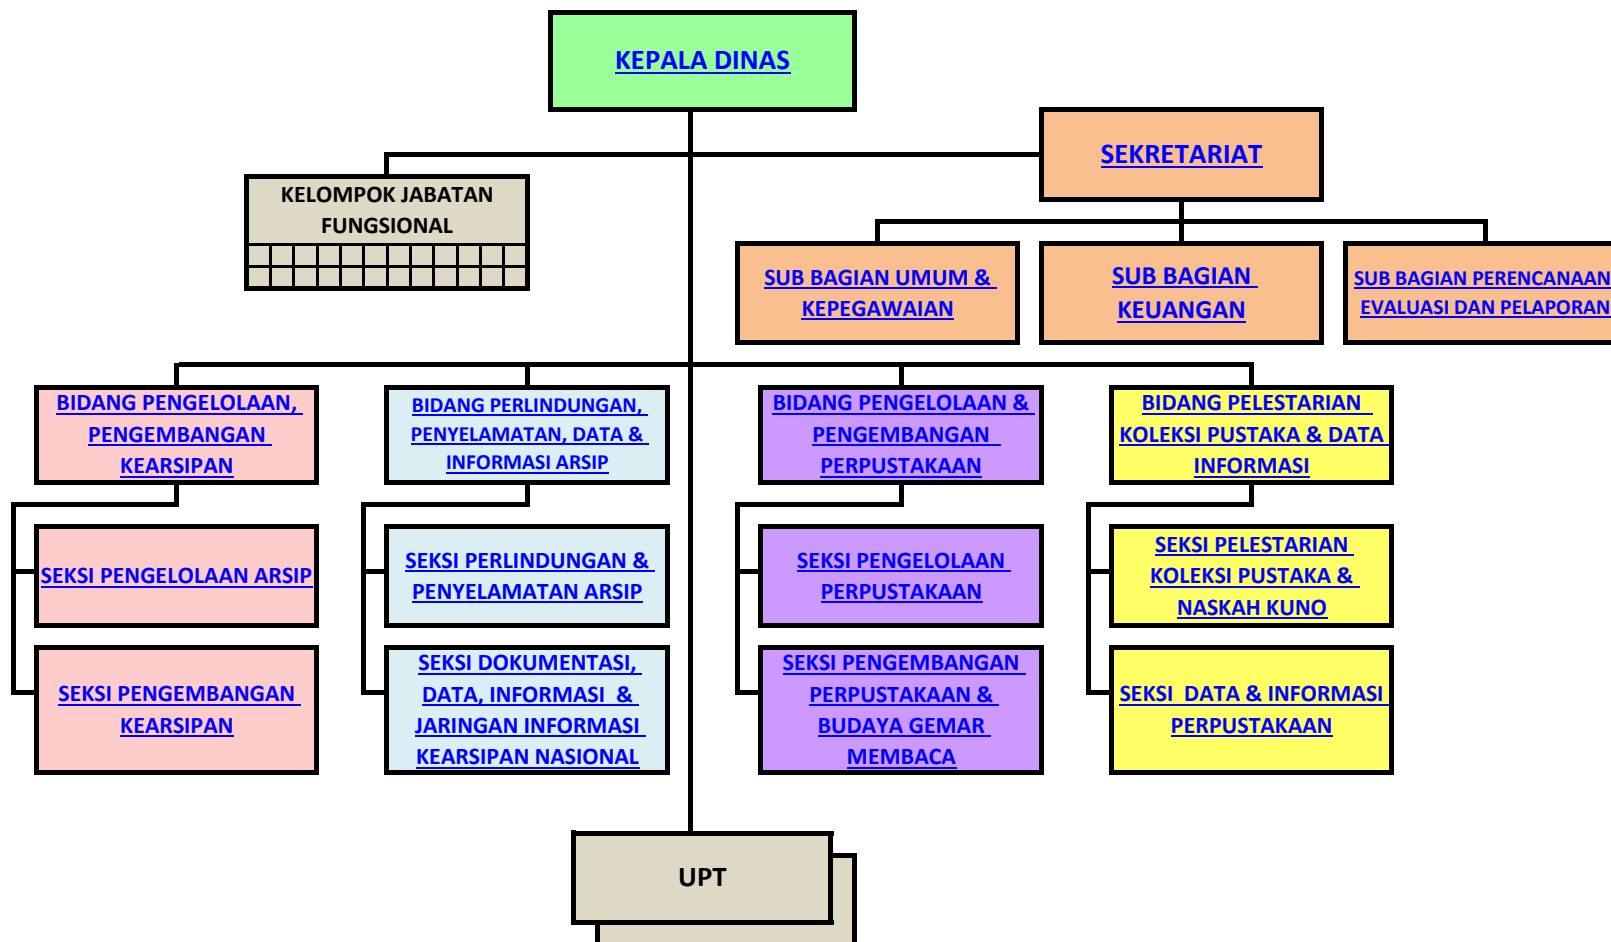 KEPALA DINAS
SEKRETARIAT
KELOMPOK JABATAN
FUNGSIONAL
SUB BAGIAN UMUM &
KEPEGAWAIAN
SUB BAGIAN
KEUANGAN
SUB BAGIAN PERENCANAAN
EVALUASI DAN PELAPORAN
BIDANG PENGELOLAAN,
PENGEMBANGAN
KEARSIPAN
BIDANG PERLINDUNGAN,
PENYELAMATAN, DATA &
INFORMASI ARSIP
BIDANG PENGELOLAAN &
PENGEMBANGAN
PERPUSTAKAAN
BIDANG PELESTARIAN
KOLEKSI PUSTAKA & DATA
INFORMASI
SEKSI PENGELOLAAN ARSIP
SEKSI PERLINDUNGAN &
PENYELAMATAN ARSIP
SEKSI PENGELOLAAN
PERPUSTAKAAN
SEKSI PELESTARIAN
KOLEKSI PUSTAKA &
NASKAH KUNO
SEKSI PENGEMBANGAN
KEARSIPAN
SEKSI DOKUMENTASI,
DATA, INFORMASI &
JARINGAN INFORMASI
KEARSIPAN NASIONAL
SEKSI PENGEMBANGAN
PERPUSTAKAAN &
BUDAYA GEMAR
MEMBACA
SEKSI DATA & INFORMASI
PERPUSTAKAAN
UPT